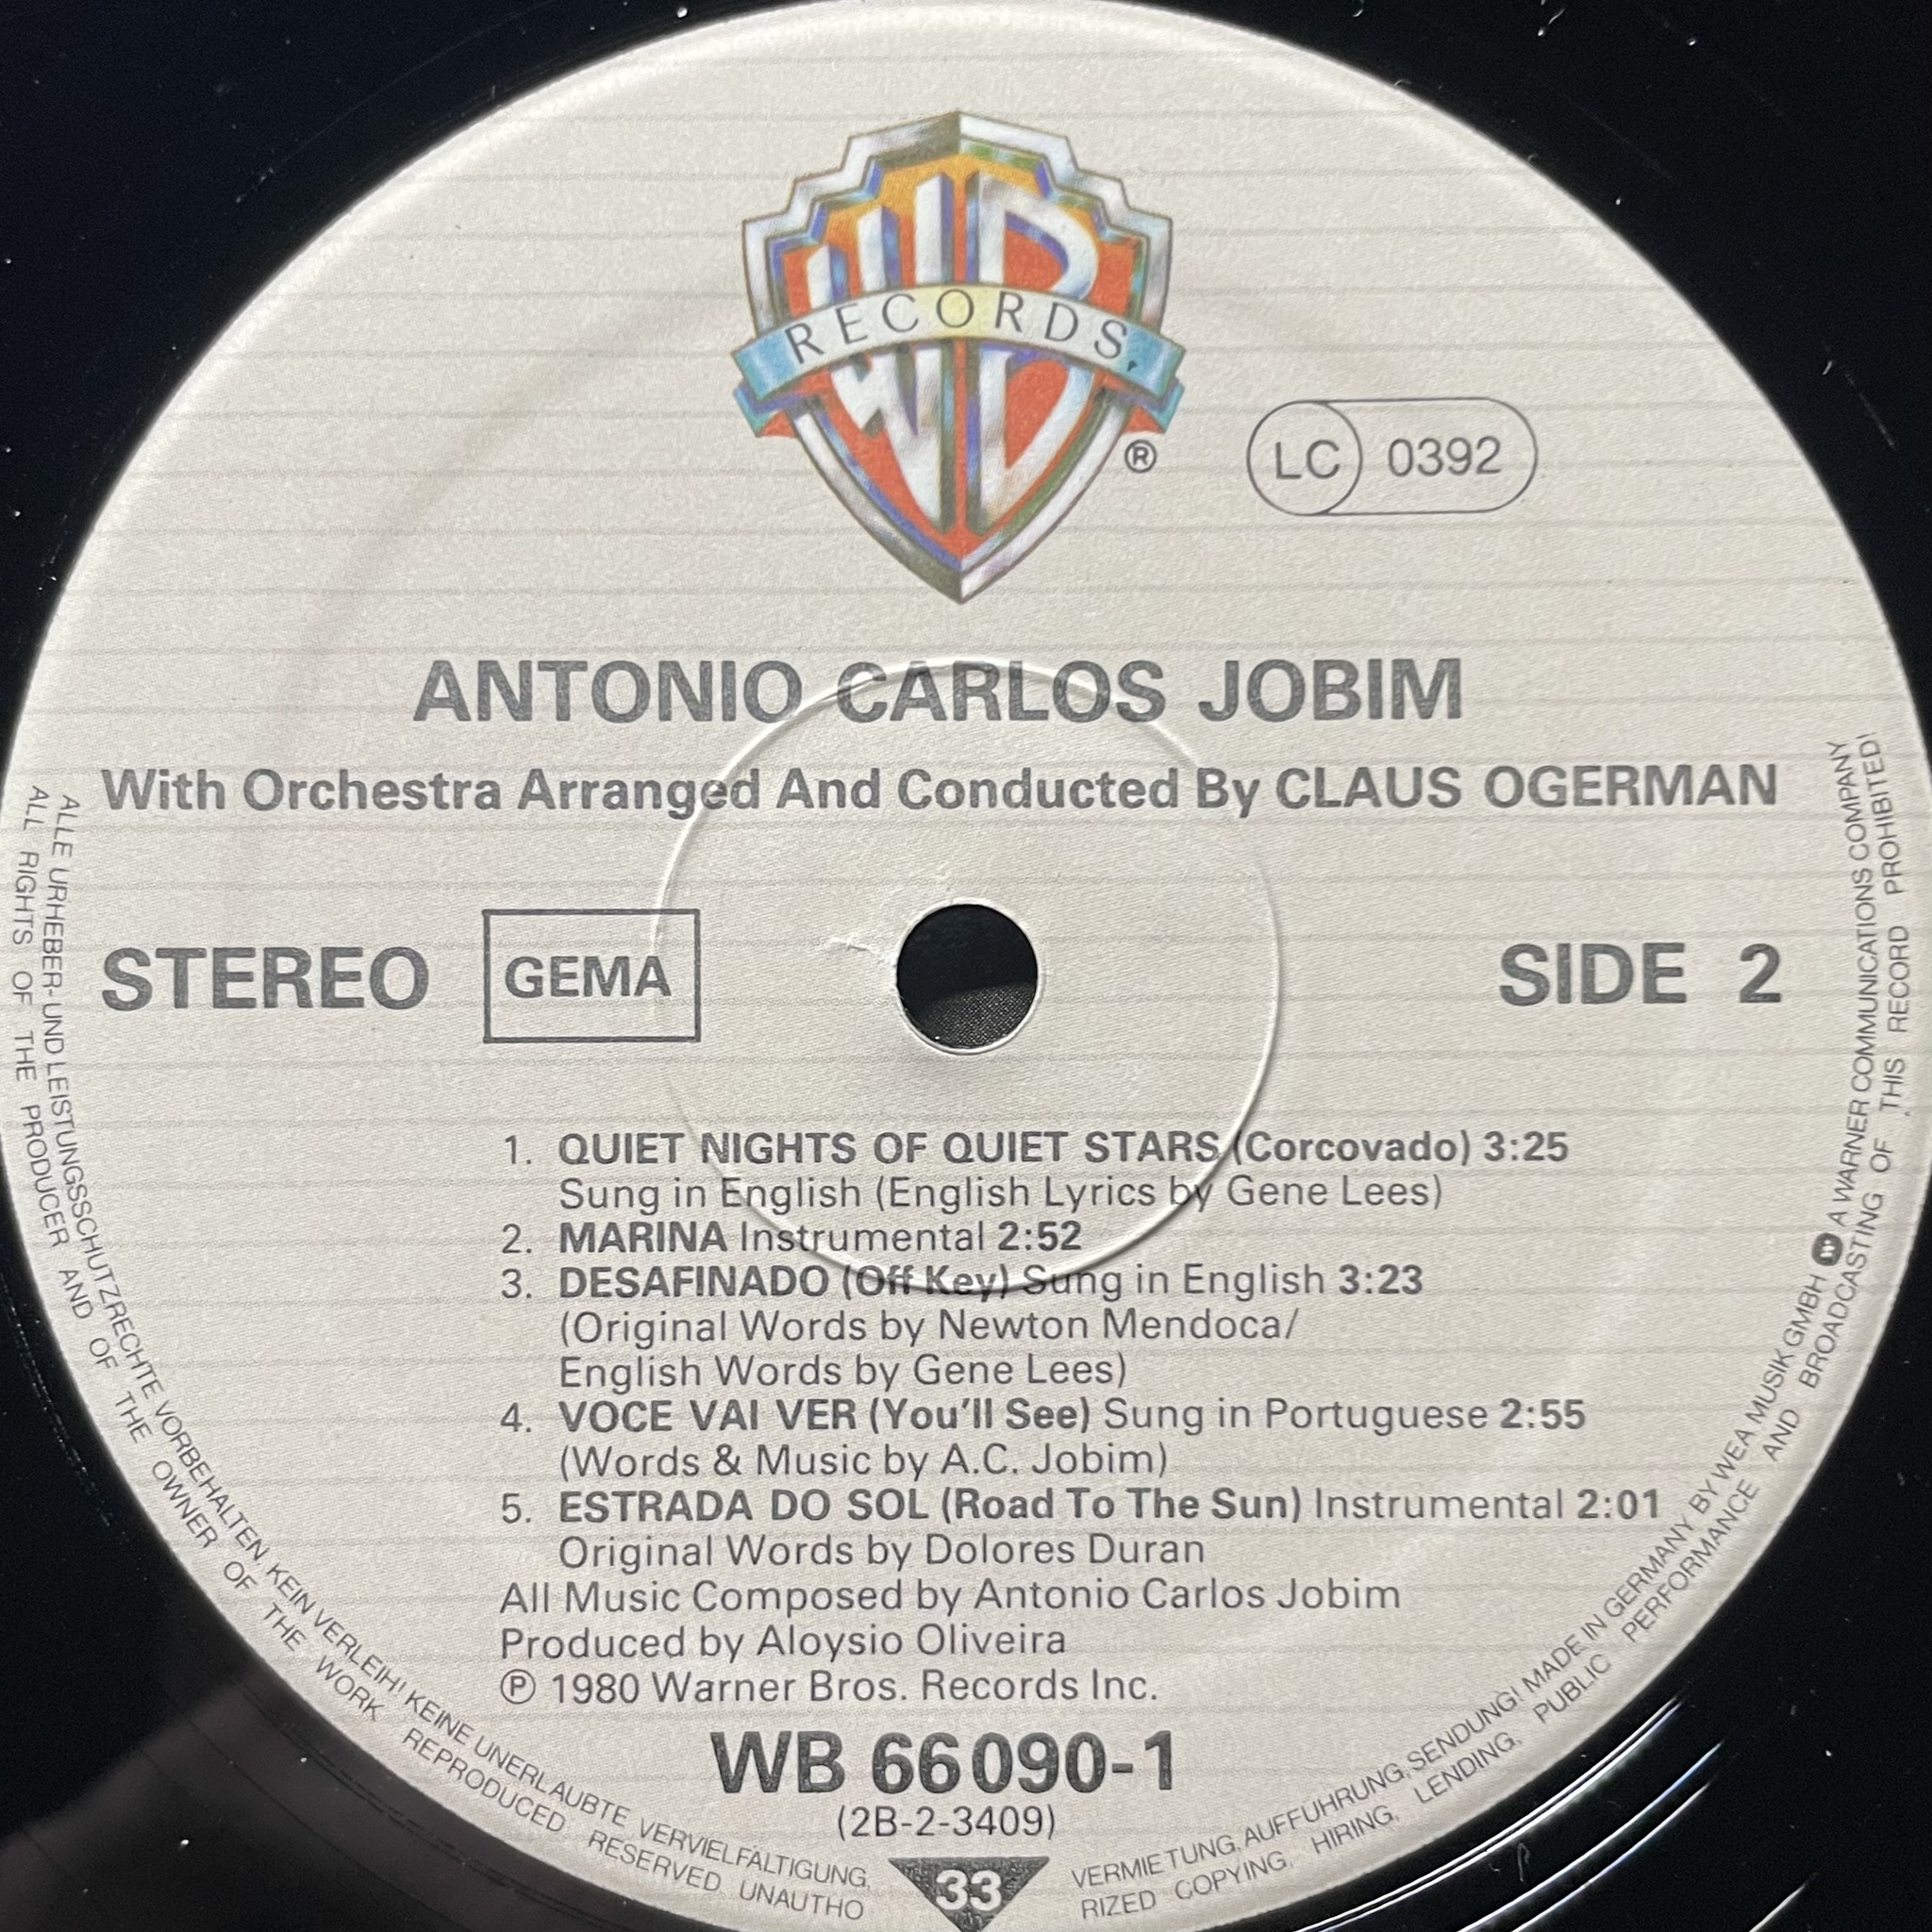 WB
RECORDS
®
LC 0392
ANTONIO CARLOS JOBIM
With Orchestra Arranged And Conducted By CLAUS OGERMAN
STEREO GEMA SIDE 2
1. QUIET NIGHTS OF QUIET STARS (Corcovado) 3:25
Sung in English (English Lyrics by Gene Lees)
2. MARINA Instrumental 2:52
3. DESAFINADO (Off Key) Sung in English 3:23
(Original Words by Newton Mendoca/
English Words by Gene Lees)
4. VOCE VAI VER (You'll See) Sung in Portuguese 2:55
(Words & Music by A.C. Jobim)
5. ESTRADA DO SOL (Road To The Sun) Instrumental 2:01
Original Words by Dolores Duran
All Music Composed by Antonio Carlos Jobim
Produced by Aloysio Oliveira
℗ 1980 Warner Bros. Records Inc.
WB 66090-1
(2B-2-3409)
33
ALLE URHEBER-UND LEISTUNGSSCHUTZRECHTE VORBEHALTEN KEIN VERLEIH! KEINE UNERLAUBTE VERVIELFÄLTIGUNG, VERMIETUNG, AUFFÜHRUNG, SENDUNG! MADE IN GERMANY BY WEA MUSIK GMBH W A WARNER COMMUNICATIONS COMPANY
ALL RIGHTS OF THE PRODUCER AND OF THE OWNER OF THE WORK REPRODUCED RESERVED. UNAUTHORIZED COPYING, HIRING, LENDING, PUBLIC PERFORMANCE AND BROADCASTING OF THIS RECORD PROHIBITED!